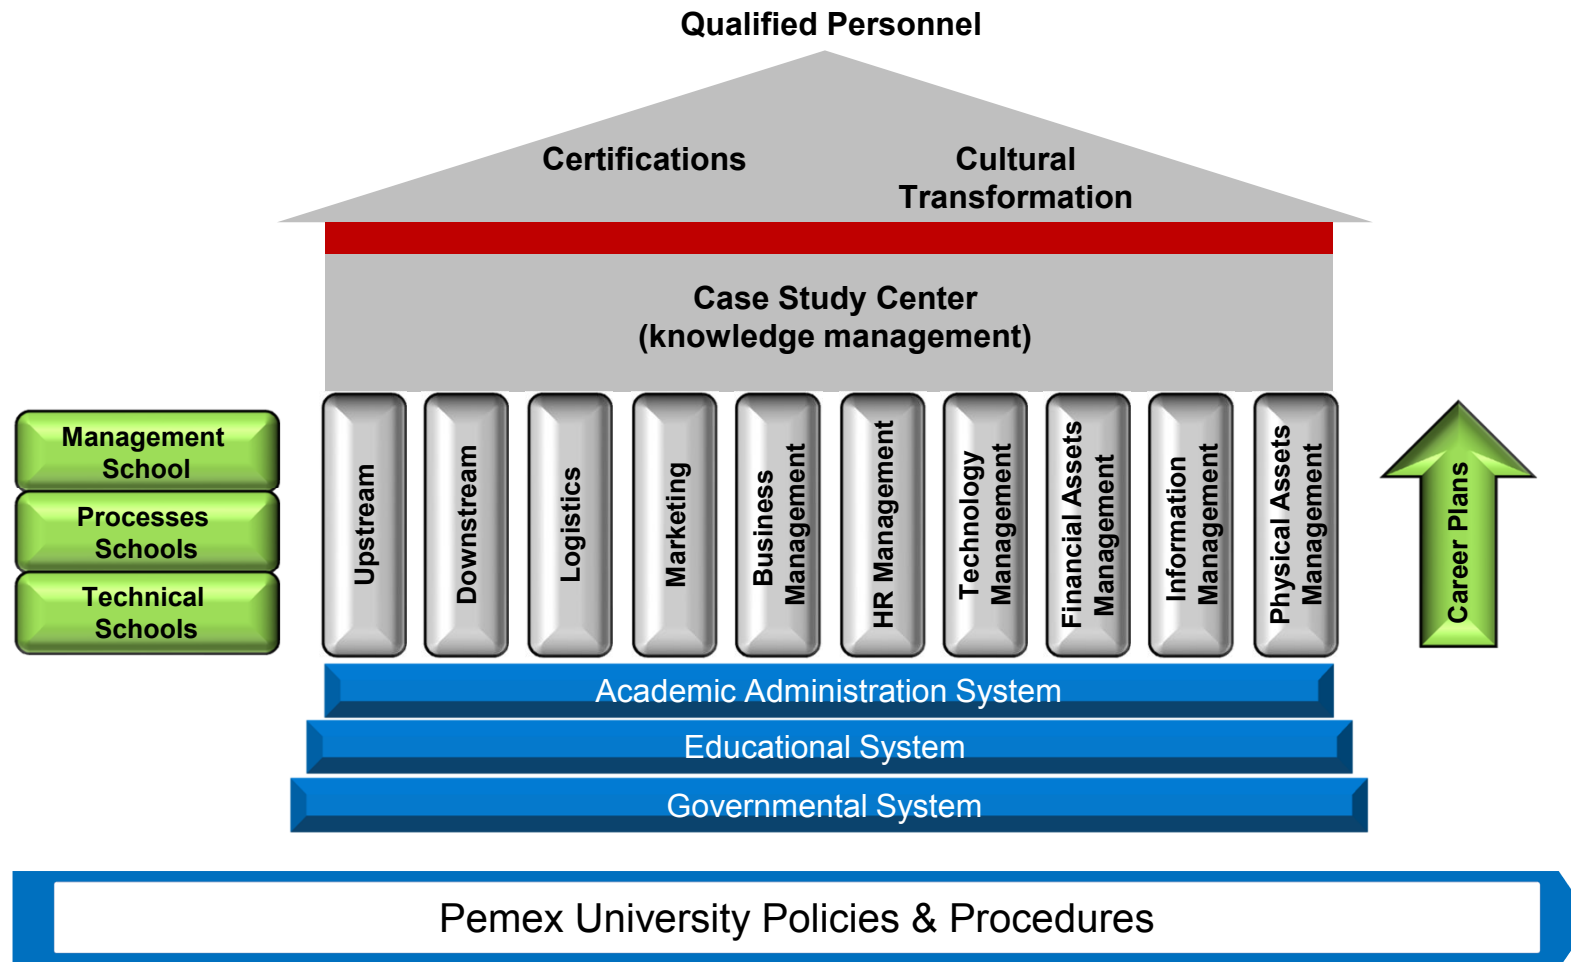 Qualified Personnel
Certifications
Cultural
Transformation
Case Study Center
(knowledge management)
Management
School
Processes
Schools
Technical
Schools
Upstream
Downstream
Logistics
Marketing
Business
Management
HR Management
Technology
Management
Financial Assets
Management
Information
Management
Physical Assets
Management
Career Plans
Academic Administration System
Educational System
Governmental System
Pemex University Policies & Procedures